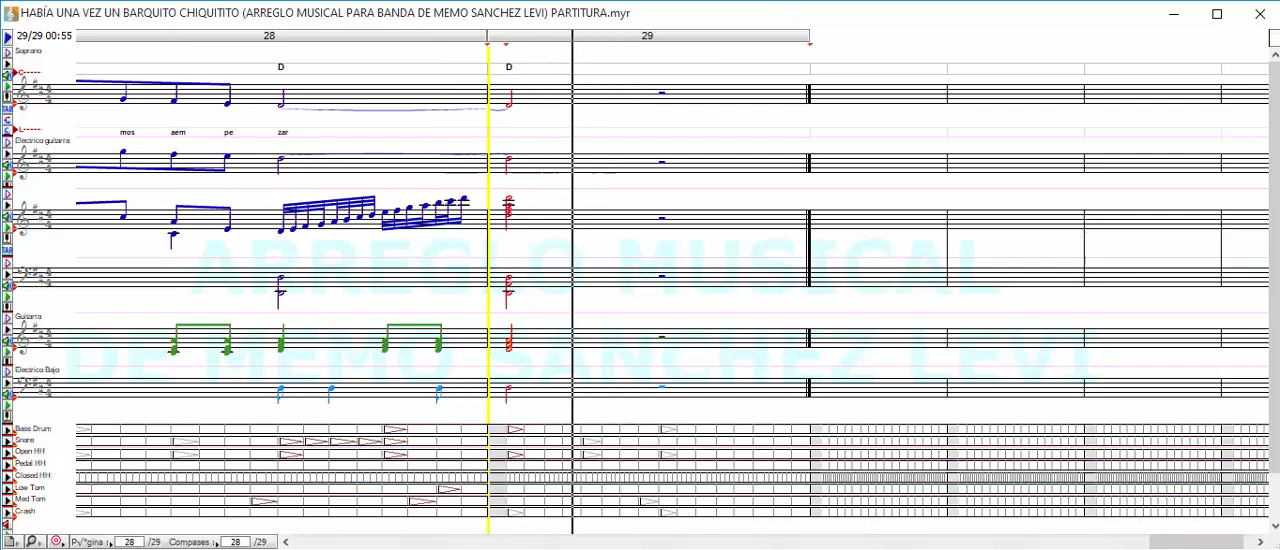 HABÍA UNA VEZ UN BARQUITO CHIQUITITO (ARREGLO MUSICAL PARA BANDA DE MEMO SANCHEZ LEVI) PARTITURA.myr
29/29 00:55 28 29
Soprano
D D
C-----
L-----
mos aem pe zar
Electrico guitarra
ARREGLO MUSICAL
Guitarra
DE MEMO SANCHEZ LEVI
Electrico Bajo
Bass Drum
Snare
Open HH
Pedal HH
Closed HH
Low Tom
Med Tom
Crash
P√°gina : 28 /29 Compases : 28 /29